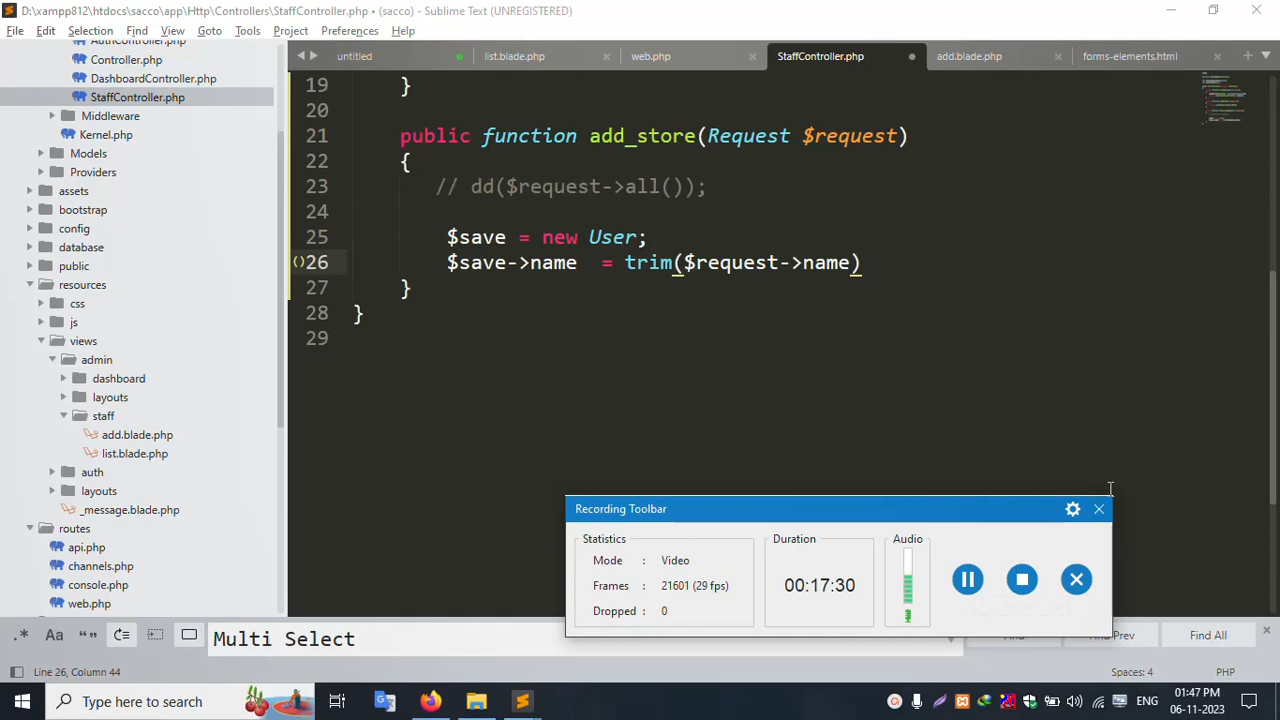 D:\xampp812\htdocs\sacco\app\Http\Controllers\StaffController.php • (sacco) - Sublime Text (UNREGISTERED)
File Edit Selection Find View Goto Tools Project Preferences Help
AuthController.php
Controller.php
DashboardController.php
StaffController.php
Middleware
Kernel.php
Models
Providers
assets
bootstrap
config
database
public
resources
css
js
views
admin
dashboard
layouts
staff
add.blade.php
list.blade.php
auth
layouts
_message.blade.php
routes
api.php
channels.php
console.php
web.php
untitled list.blade.php web.php StaffController.php add.blade.php forms-elements.html
19 }
20
21 public function add_store(Request $request)
22 {
23 // dd($request->all());
24
25 $save = new User;
26 $save->name  = trim($request->name)
27 }
28 }
29
Recording Toolbar
Statistics
Mode : Video
Frames : 21601 (29 fps)
Dropped : 0
Duration
00:17:30
Audio
Multi Select
Find Find Prev Find All
Line 26, Column 44 Spaces: 4 PHP
Type here to search
ENG
01:47 PM
06-11-2023